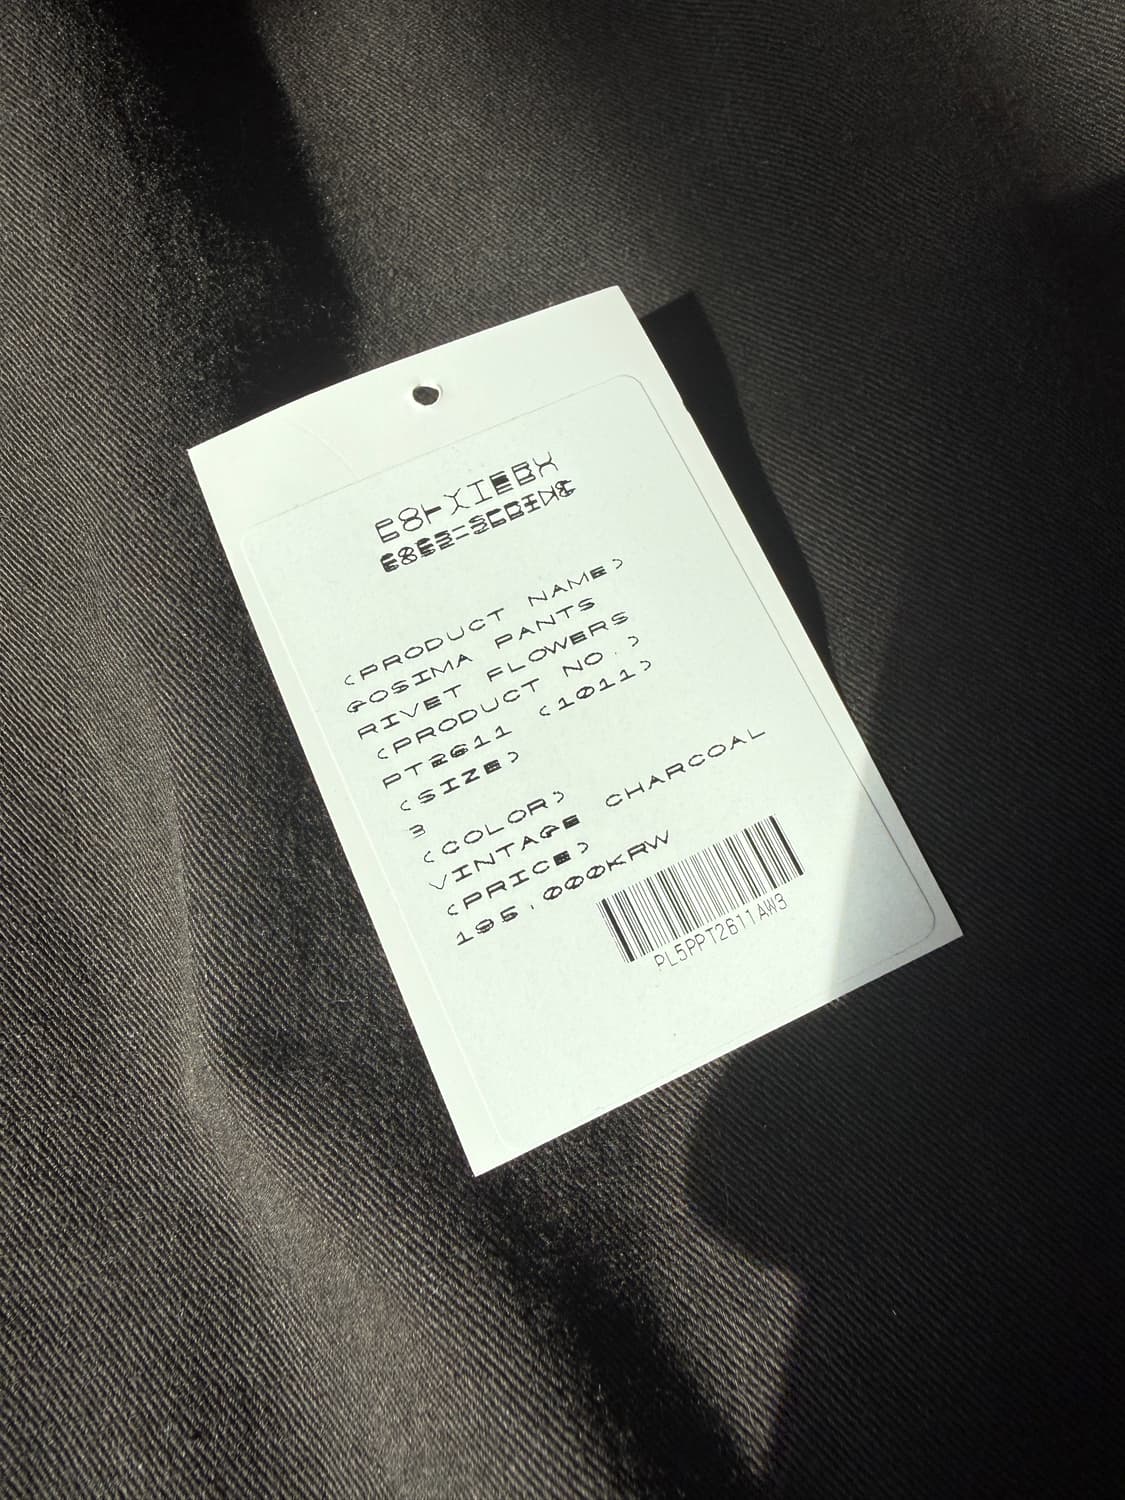 <PRODUCT NAME>
GOSIMA PANTS
RIVET FLOWERS
<PRODUCT NO.>
PT2611 <1011>
<SIZE>
3
<COLOR>
VINTAGE CHARCOAL
<PRICE>
195,000KRW
PL5PPT2611AW3